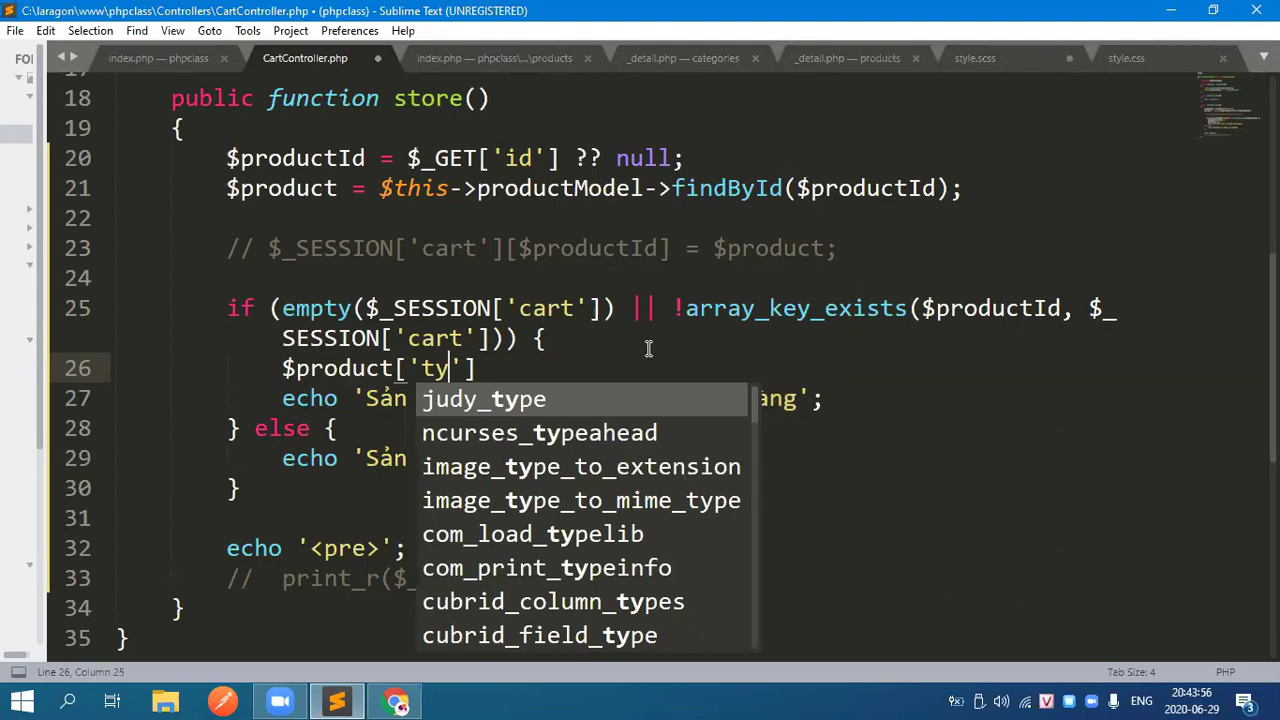 C:\laragon\www\phpclass\Controllers\CartController.php • (phpclass) - Sublime Text (UNREGISTERED)
File Edit Selection Find View Goto Tools Project Preferences Help
FO
index.php — phpclass
CartController.php
index.php — phpclass\...\products
_detail.php — categories
_detail.php — products
style.scss
style.css
18 public function store()
19 {
20 $productId = $_GET['id'] ?? null;
21 $product = $this->productModel->findById($productId);
22
23 // $_SESSION['cart'][$productId] = $product;
24
25 if (empty($_SESSION['cart']) || !array_key_exists($productId, $_
SESSION['cart'])) {
26 $product['ty']
27 echo 'Sản àng';
28 } else {
29 echo 'Sản
30 }
31
32 echo '<pre>';
33 // print_r($_
34 }
35 }
judy_type
ncurses_typeahead
image_type_to_extension
image_type_to_mime_type
com_load_typelib
com_print_typeinfo
cubrid_column_types
cubrid_field_type
Line 26, Column 25
Tab Size: 4
PHP
ENG
20:43:56
2020-06-29
3